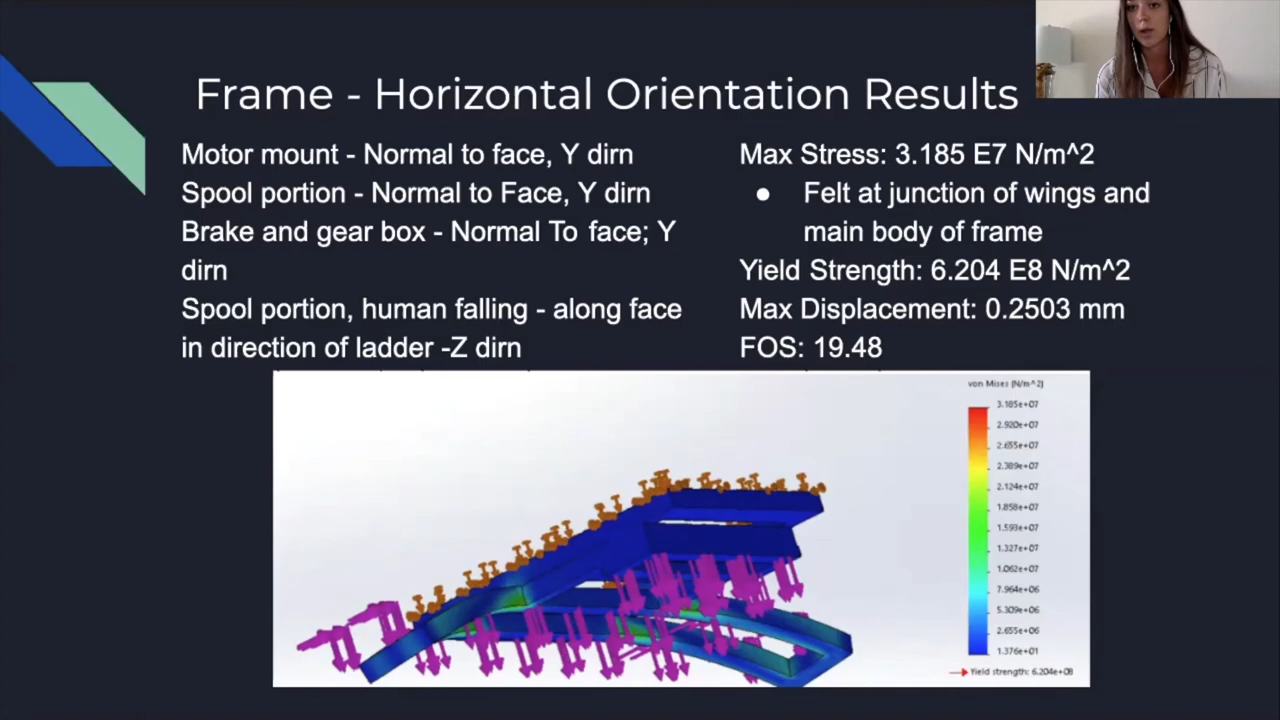 Frame - Horizontal Orientation Results
Motor mount - Normal to face, Y dirn
Spool portion - Normal to Face, Y dirn
Brake and gear box - Normal To face; Y
dirn
Spool portion, human falling - along face
in direction of ladder -Z dirn
Max Stress: 3.185 E7 N/m^2
● Felt at junction of wings and
main body of frame
Yield Strength: 6.204 E8 N/m^2
Max Displacement: 0.2503 mm
FOS: 19.48
von Mises (N/m^2)
3.185e+07
2.920e+07
2.655e+07
2.389e+07
2.124e+07
1.858e+07
1.593e+07
1.327e+07
1.062e+07
7.964e+06
5.309e+06
2.655e+06
1.376e+01
Yield strength: 6.204e+08